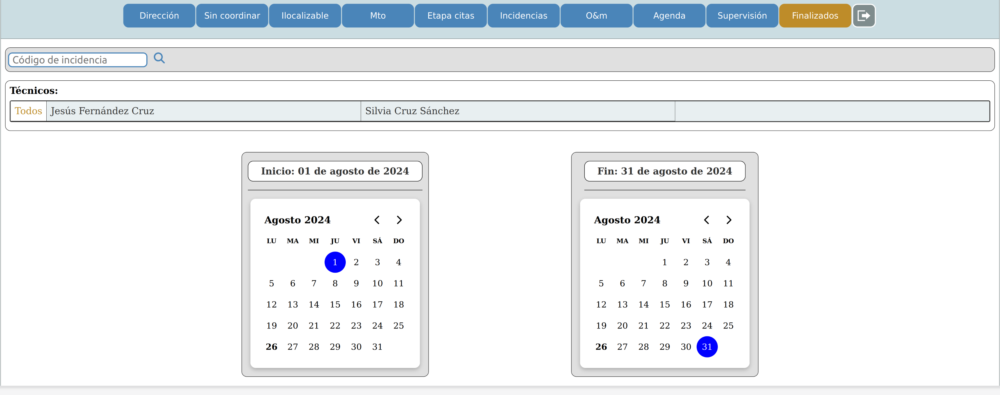 Dirección Sin coordinar Ilocalizable Mto Etapa citas Incidencias O&m Agenda Supervisión Finalizados
Código de incidencia
Técnicos:
Todos Jesús Fernández Cruz Silvia Cruz Sánchez
Inicio: 01 de agosto de 2024
Agosto 2024
LU MA MI JU VI SÁ DO
1 2 3 4
5 6 7 8 9 10 11
12 13 14 15 16 17 18
19 20 21 22 23 24 25
26 27 28 29 30 31
Fin: 31 de agosto de 2024
Agosto 2024
LU MA MI JU VI SÁ DO
1 2 3 4
5 6 7 8 9 10 11
12 13 14 15 16 17 18
19 20 21 22 23 24 25
26 27 28 29 30 31